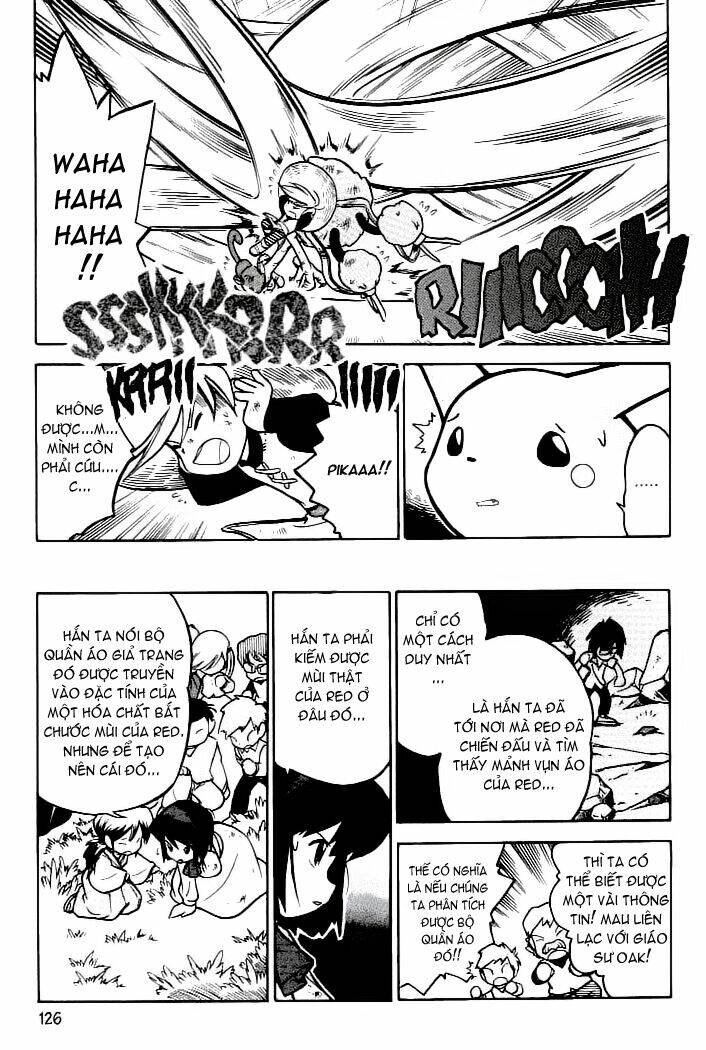 WAHA
HAHA
HAHA
!!
SSSKKKRRRR
RIIIOOOHHH
KRRII
IIIIII
KHÔNG
ĐƯỢC...M...
MÌNH CÒN
PHẢI CỨU....
C...
PIKAAA!!
.....
HẮN TA NÓI BỘ
QUẦN ÁO GIẢ TRANG
ĐÓ ĐƯỢC TRUYỀN
VÀO ĐẶC TÍNH CỦA
MỘT HÓA CHẤT BẮT
CHƯỚC MÙI CỦA RED.
NHƯNG ĐỂ TẠO
NÊN CÁI ĐÓ...
HẮN TA PHẢI
KIẾM ĐƯỢC
MÙI THẬT
CỦA RED Ở
ĐÂU ĐÓ...
CHỈ CÓ
MỘT CÁCH
DUY NHẤT
...
LÀ HẮN TA ĐÃ
TỚI NƠI MÀ RED ĐÃ
CHIẾN ĐẤU VÀ TÌM
THẤY MẢNH VỤN ÁO
CỦA RED...
THẾ CÓ NGHĨA
LÀ NẾU CHÚNG
TA PHÂN TÍCH
ĐƯỢC BỘ
QUẦN ÁO
ĐÓ!!
THÌ TA CÓ
THỂ BIẾT ĐƯỢC
MỘT VÀI THÔNG
TIN! MAU LIÊN
LẠC VỚI GIÁO
SƯ OAK!
126